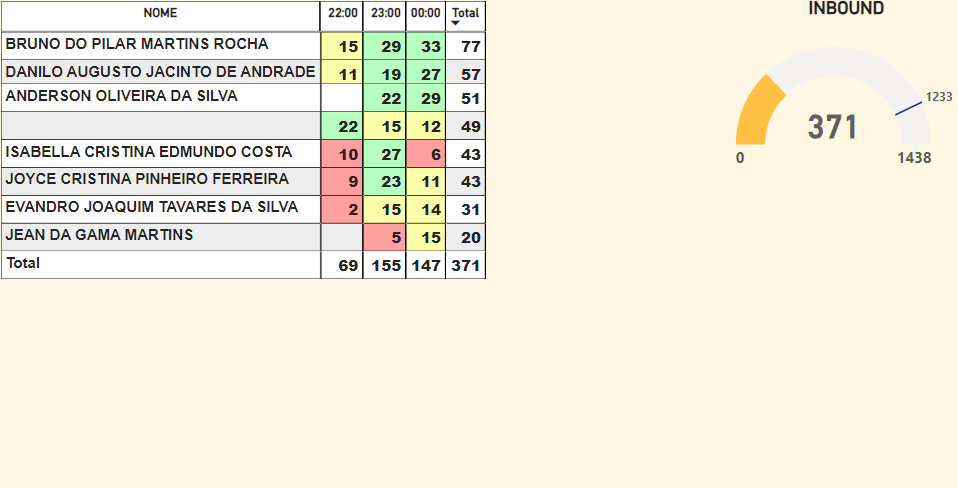 NOME 22:00 23:00 00:00 Total
BRUNO DO PILAR MARTINS ROCHA 15 29 33 77
DANILO AUGUSTO JACINTO DE ANDRADE 11 19 27 57
ANDERSON OLIVEIRA DA SILVA 22 29 51
22 15 12 49
ISABELLA CRISTINA EDMUNDO COSTA 10 27 6 43
JOYCE CRISTINA PINHEIRO FERREIRA 9 23 11 43
EVANDRO JOAQUIM TAVARES DA SILVA 2 15 14 31
JEAN DA GAMA MARTINS 5 15 20
Total 69 155 147 371
INBOUND
1233
371
0 1438